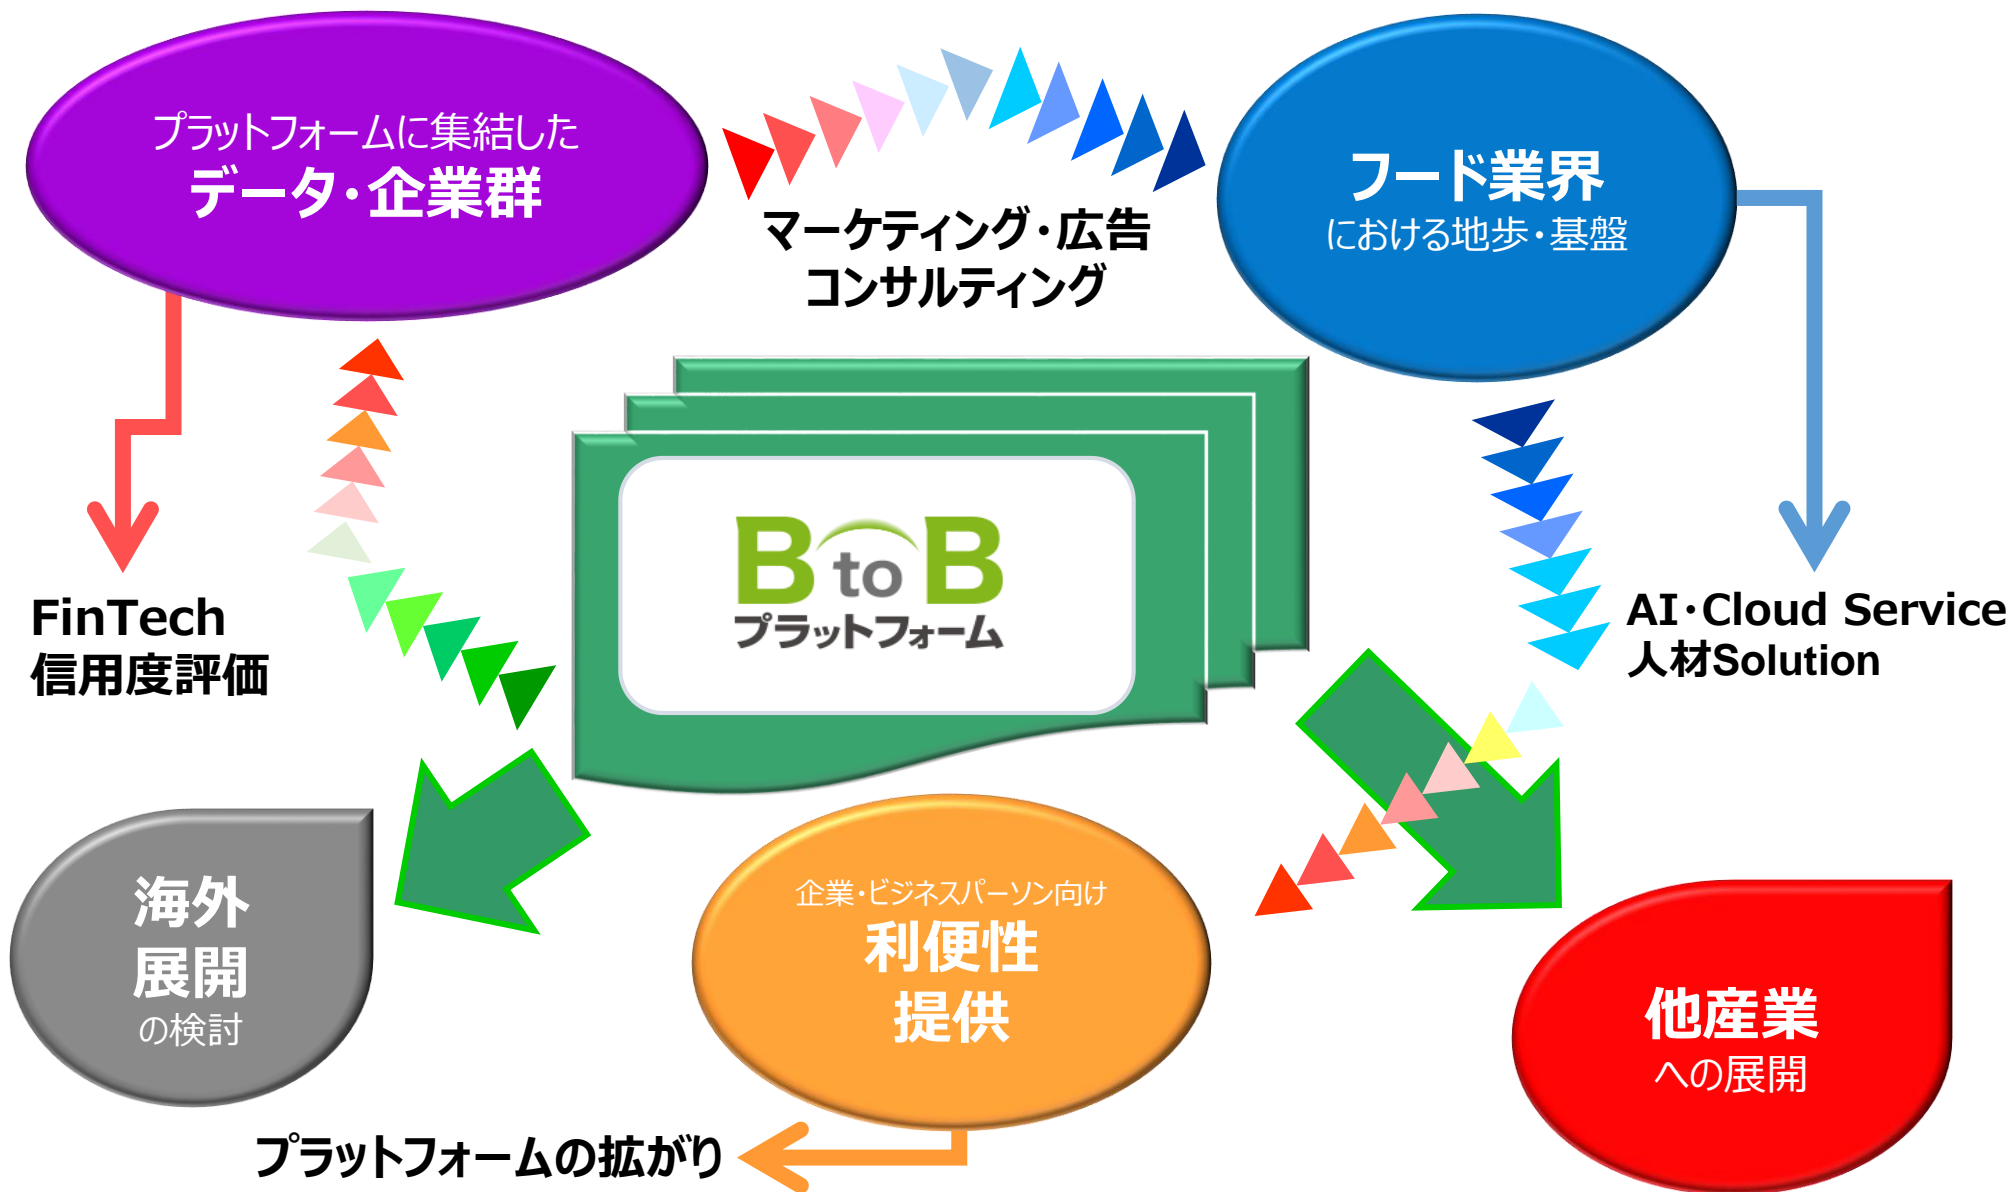 プラットフォームに集結した
データ・企業群
マーケティング・広告
コンサルティング
フード業界
における地歩・基盤
FinTech
信用度評価
B to B
プラットフォーム
AI・Cloud Service
人材Solution
海外
展開
の検討
企業・ビジネスパーソン向け
利便性
提供
他産業
への展開
プラットフォームの拡がり